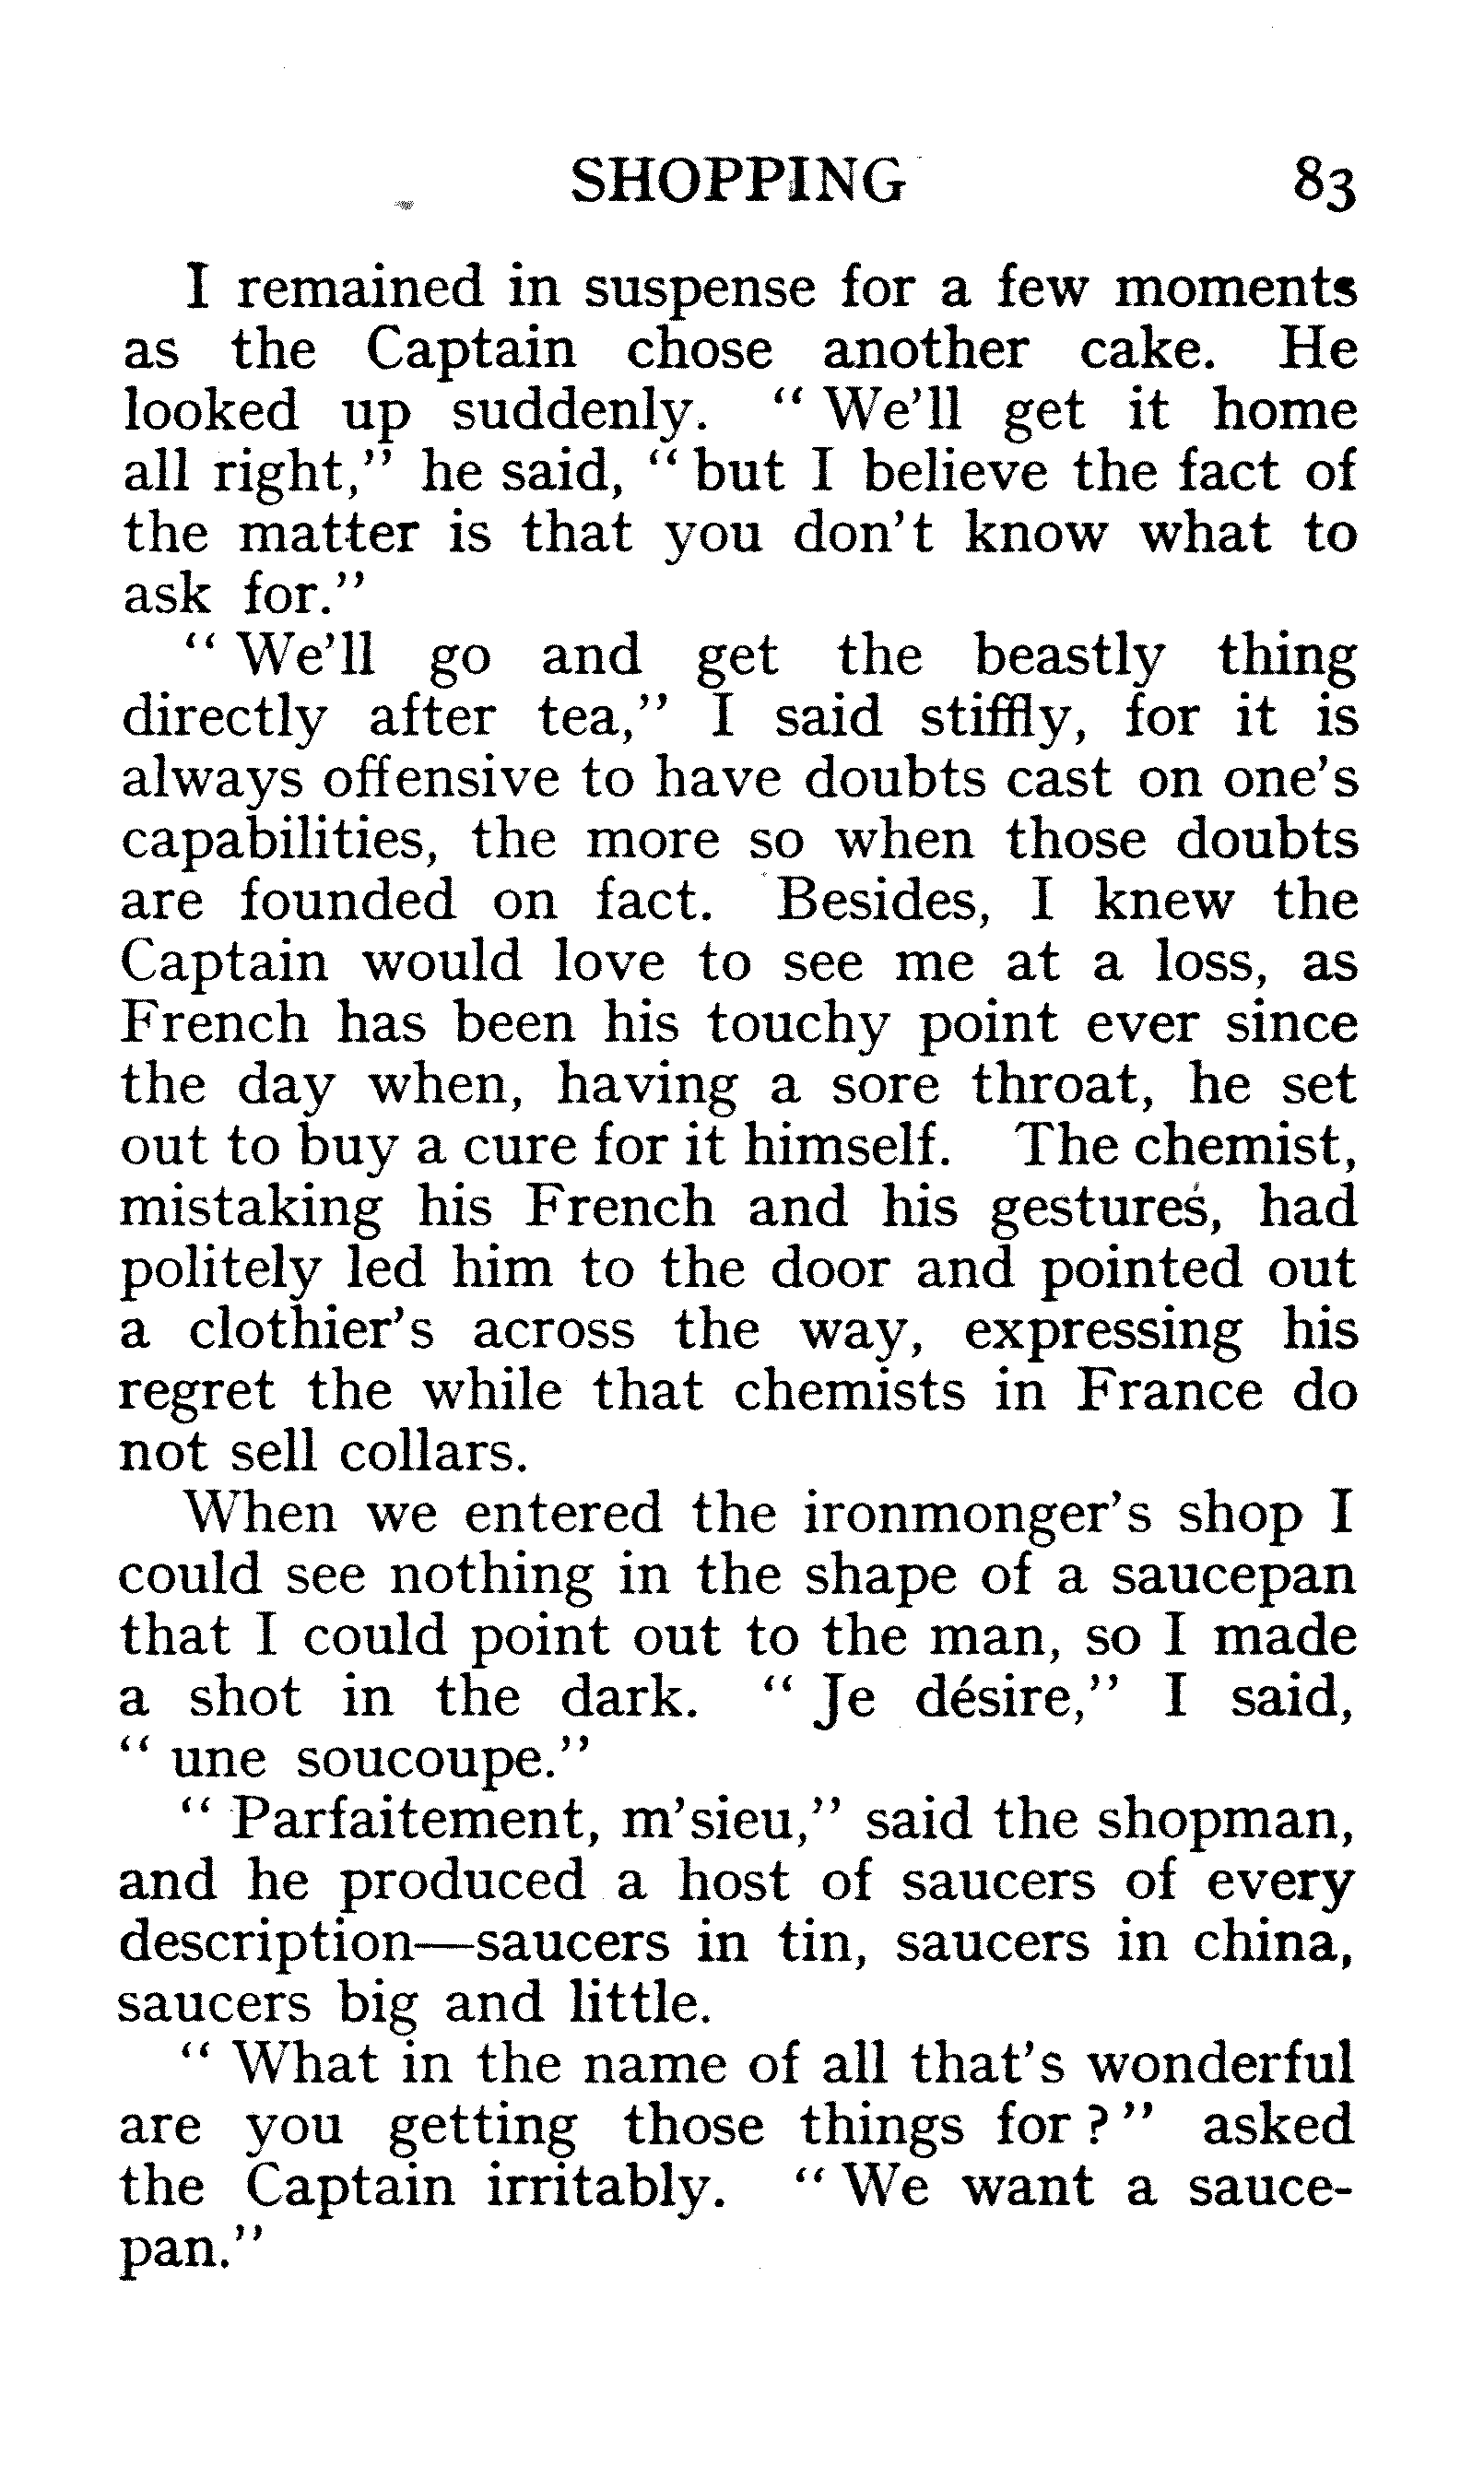 SHOPPING 83
I remained in suspense for a few moments
as the Captain chose another cake. He
looked up suddenly. "We'll get it home
all right," he said, "but I believe the fact of
the matter is that you don't know what to
ask for."
"We'll go and get the beastly thing
directly after tea," I said stiffly, for it is
always offensive to have doubts cast on one's
capabilities, the more so when those doubts
are founded on fact. Besides, I knew the
Captain would love to see me at a loss, as
French has been his touchy point ever since
the day when, having a sore throat, he set
out to buy a cure for it himself. The chemist,
mistaking his French and his gestures, had
politely led him to the door and pointed out
a clothier's across the way, expressing his
regret the while that chemists in France do
not sell collars.
When we entered the ironmonger's shop I
could see nothing in the shape of a saucepan
that I could point out to the man, so I made
a shot in the dark. "Je désire," I said,
"une soucoupe."
"Parfaitement, m'sieu," said the shopman,
and he produced a host of saucers of every
description—saucers in tin, saucers in china,
saucers big and little.
"What in the name of all that's wonderful
are you getting those things for?" asked
the Captain irritably. "We want a sauce-
pan."